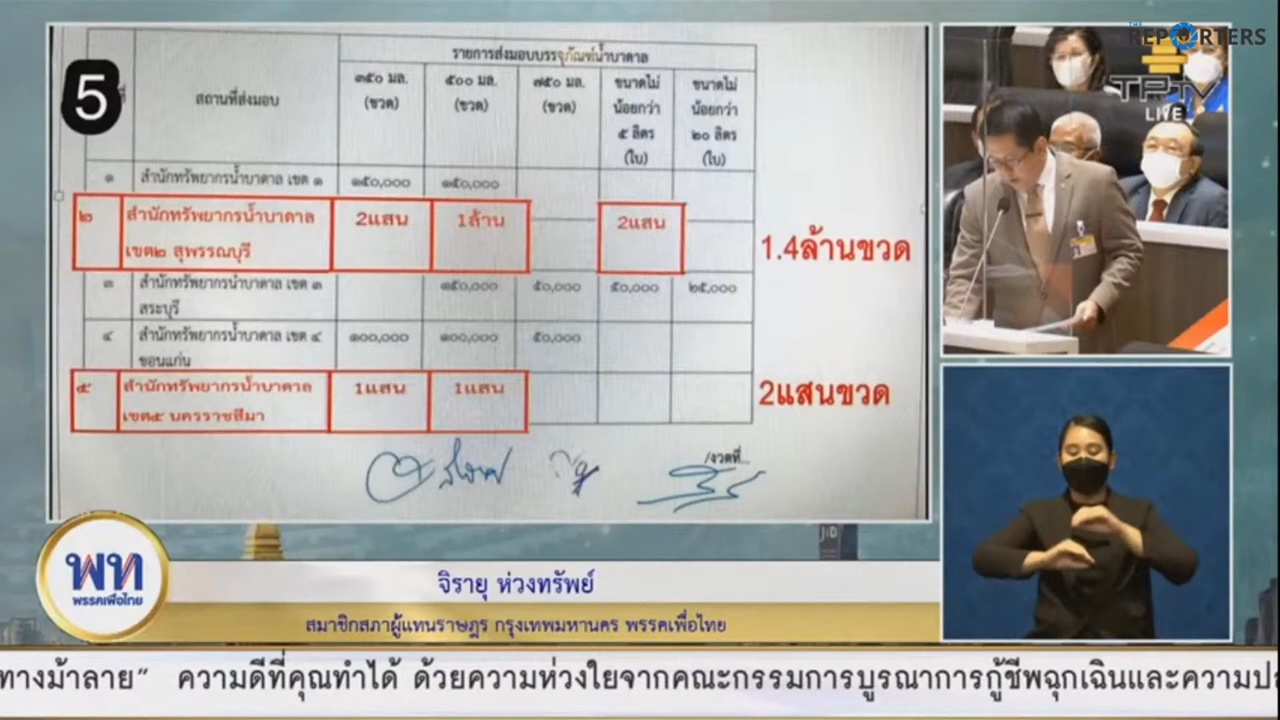 THE REPORTERS
TPTV
LIVE
5
ที่
สถานที่ส่งมอบ
รายการส่งมอบบรรจุภัณฑ์น้ำบาดาล
๓๕๐ มล. (ขวด)
๕๐๐ มล. (ขวด)
๗๕๐ มล. (ขวด)
ขนาดไม่น้อยกว่า ๕ ลิตร (ใบ)
ขนาดไม่น้อยกว่า ๒๐ ลิตร (ใบ)
๑ สำนักทรัพยากรน้ำบาดาล เขต ๑ ๑๕๐,๐๐๐ ๑๕๐,๐๐๐
๒ สำนักทรัพยากรน้ำบาดาล 2แสน 1ล้าน 2แสน
เขต๒ สุพรรณบุรี
1.4ล้านขวด
๓ สำนักทรัพยากรน้ำบาดาล เขต ๓ ๑๕๐,๐๐๐ ๕๐,๐๐๐ ๕๐,๐๐๐ ๒๕,๐๐๐
สระบุรี
๔ สำนักทรัพยากรน้ำบาดาล เขต ๔ ๑๐๐,๐๐๐ ๑๐๐,๐๐๐ ๕๐,๐๐๐
ขอนแก่น
๕ สำนักทรัพยากรน้ำบาดาล 1แสน 1แสน
เขต๕ นครราชสีมา
2แสนขวด
/งวดที่...
พท
พรรคเพื่อไทย
จิรายุ ห่วงทรัพย์
สมาชิกสภาผู้แทนราษฎร กรุงเทพมหานคร พรรคเพื่อไทย
ทางม้าลาย" ความดีที่คุณทำได้ ด้วยความห่วงใยจากคณะกรรมการบูรณาการกู้ชีพฉุกเฉินและความปล